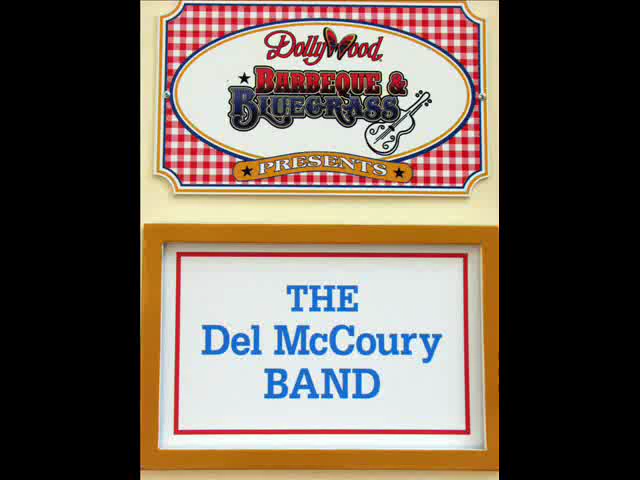 DollyWood
BARBEQUE &
BLUEGRASS
PRESENTS
THE
Del McCoury
BAND